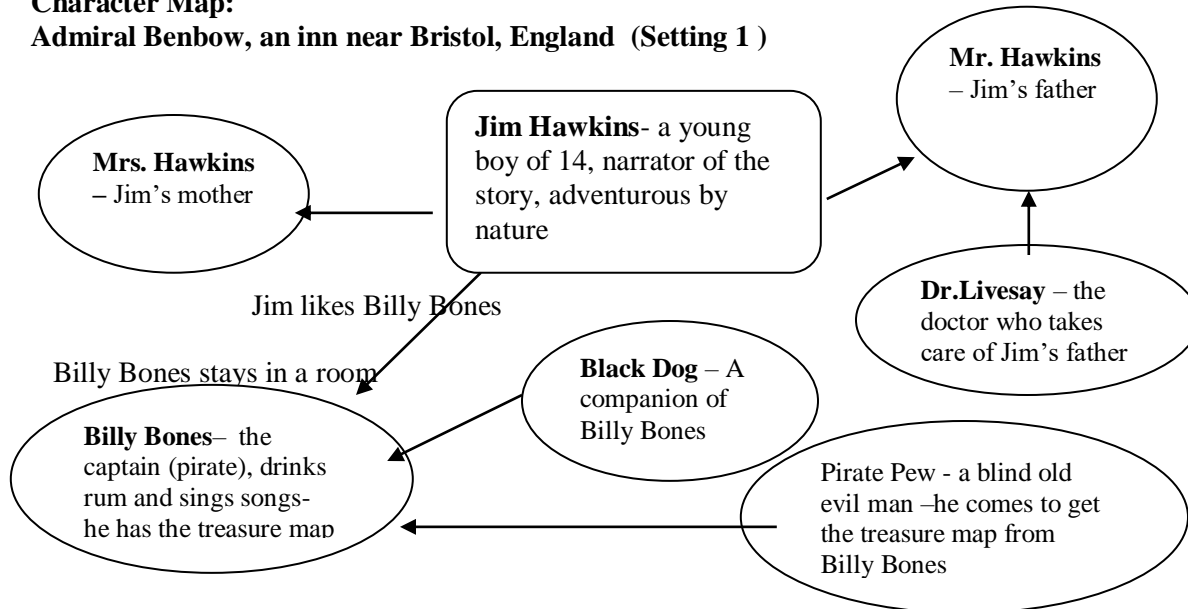 Character Map:
Admiral Benbow, an inn near Bristol, England (Setting 1 )
Mr. Hawkins
– Jim’s father
Jim Hawkins- a young
boy of 14, narrator of the
story, adventurous by
nature
Mrs. Hawkins
– Jim’s mother
Dr.Livesay – the
doctor who takes
care of Jim’s father
Jim likes Billy Bones
Billy Bones stays in a room
Black Dog – A
companion of
Billy Bones
Billy Bones– the
captain (pirate), drinks
rum and sings songs-
he has the treasure map
Pirate Pew - a blind old
evil man –he comes to get
the treasure map from
Billy Bones